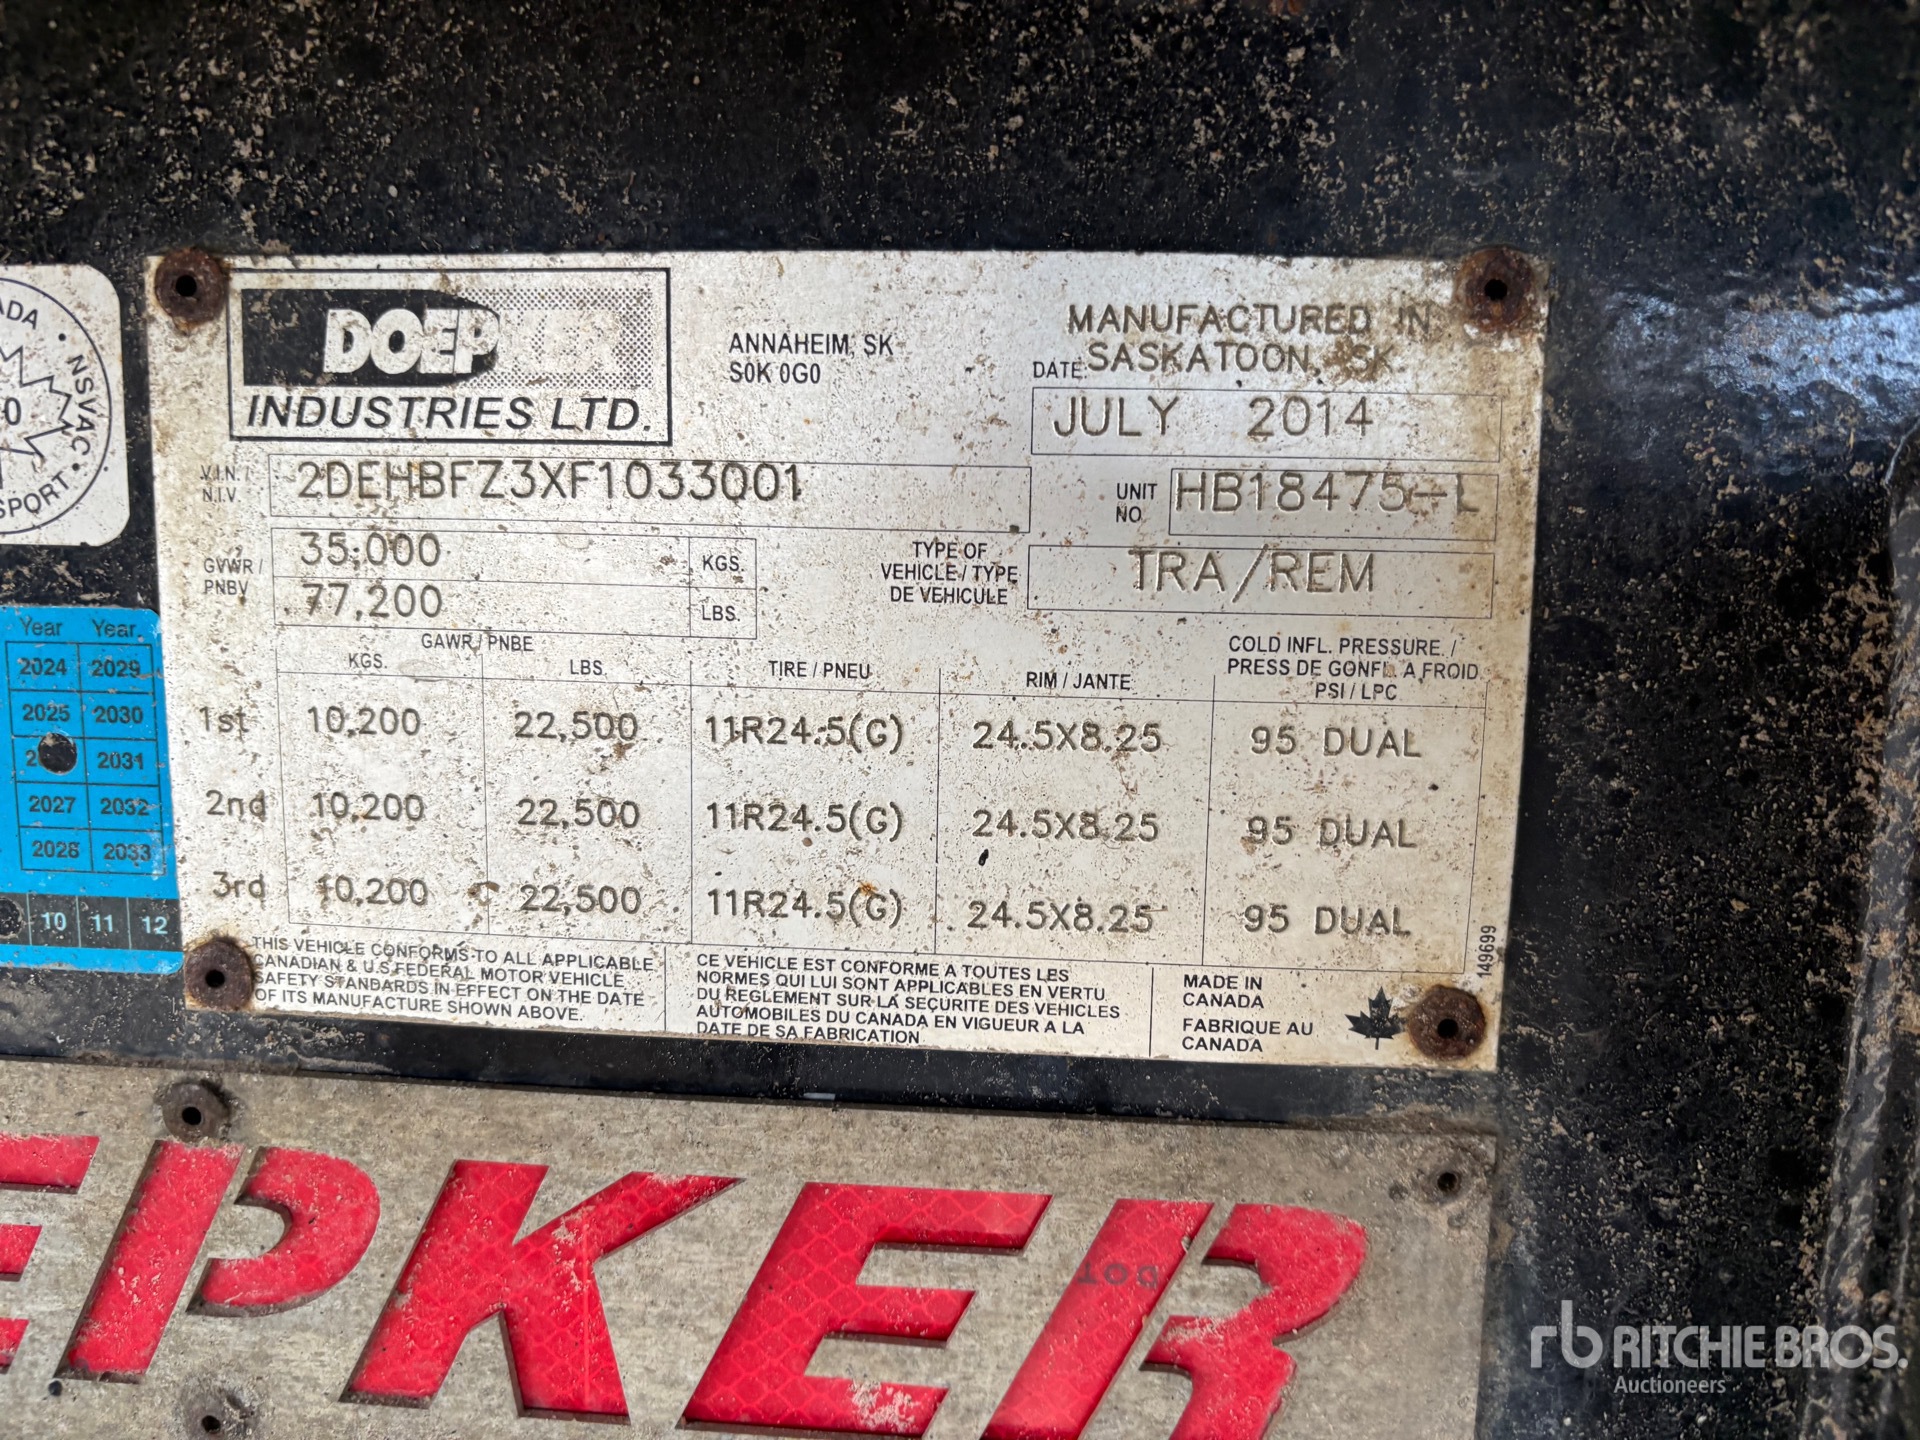 DOEPKER
INDUSTRIES LTD.
ANNAHEIM, SK
S0K 0G0
MANUFACTURED IN
SASKATOON, SK.
DATE:
JULY 2014
V.I.N. /
N.I.V.
2DEHBFZ3XF1033001
UNIT
NO.
HB18475-L
GVWR /
PNBV
35,000 KGS.
77,200 LBS.
TYPE OF
VEHICLE / TYPE
DE VEHICULE
TRA/REM
GAWR / PNBE
KGS. LBS. TIRE / PNEU RIM / JANTE
COLD INFL. PRESSURE. /
PRESS DE GONFL. A FROID
PSI / LPC
1st 10,200 22,500 11R24.5(G) 24.5X8.25 95 DUAL
2nd 10,200 22,500 11R24.5(G) 24.5X8.25 95 DUAL
3rd 10,200 22,500 11R24.5(G) 24.5X8.25 95 DUAL
THIS VEHICLE CONFORMS TO ALL APPLICABLE
CANADIAN & U.S FEDERAL MOTOR VEHICLE
SAFETY STANDARDS IN EFFECT ON THE DATE
OF ITS MANUFACTURE SHOWN ABOVE.
CE VEHICLE EST CONFORME A TOUTES LES
NORMES QUI LUI SONT APPLICABLES EN VERTU
DU REGLEMENT SUR LA SECURITE DES VEHICLES
AUTOMOBILES DU CANADA EN VIGUEUR A LA
DATE DE SA FABRICATION
MADE IN
CANADA
FABRIQUE AU
CANADA
149699
ADA · NSVAC ·
SPORT
0
Year Year
2024 2029
2025 2030
2031
2027 2032
2028 2033
10 11 12
EPKER
DOT
rb RITCHIE BROS.
Auctioneers